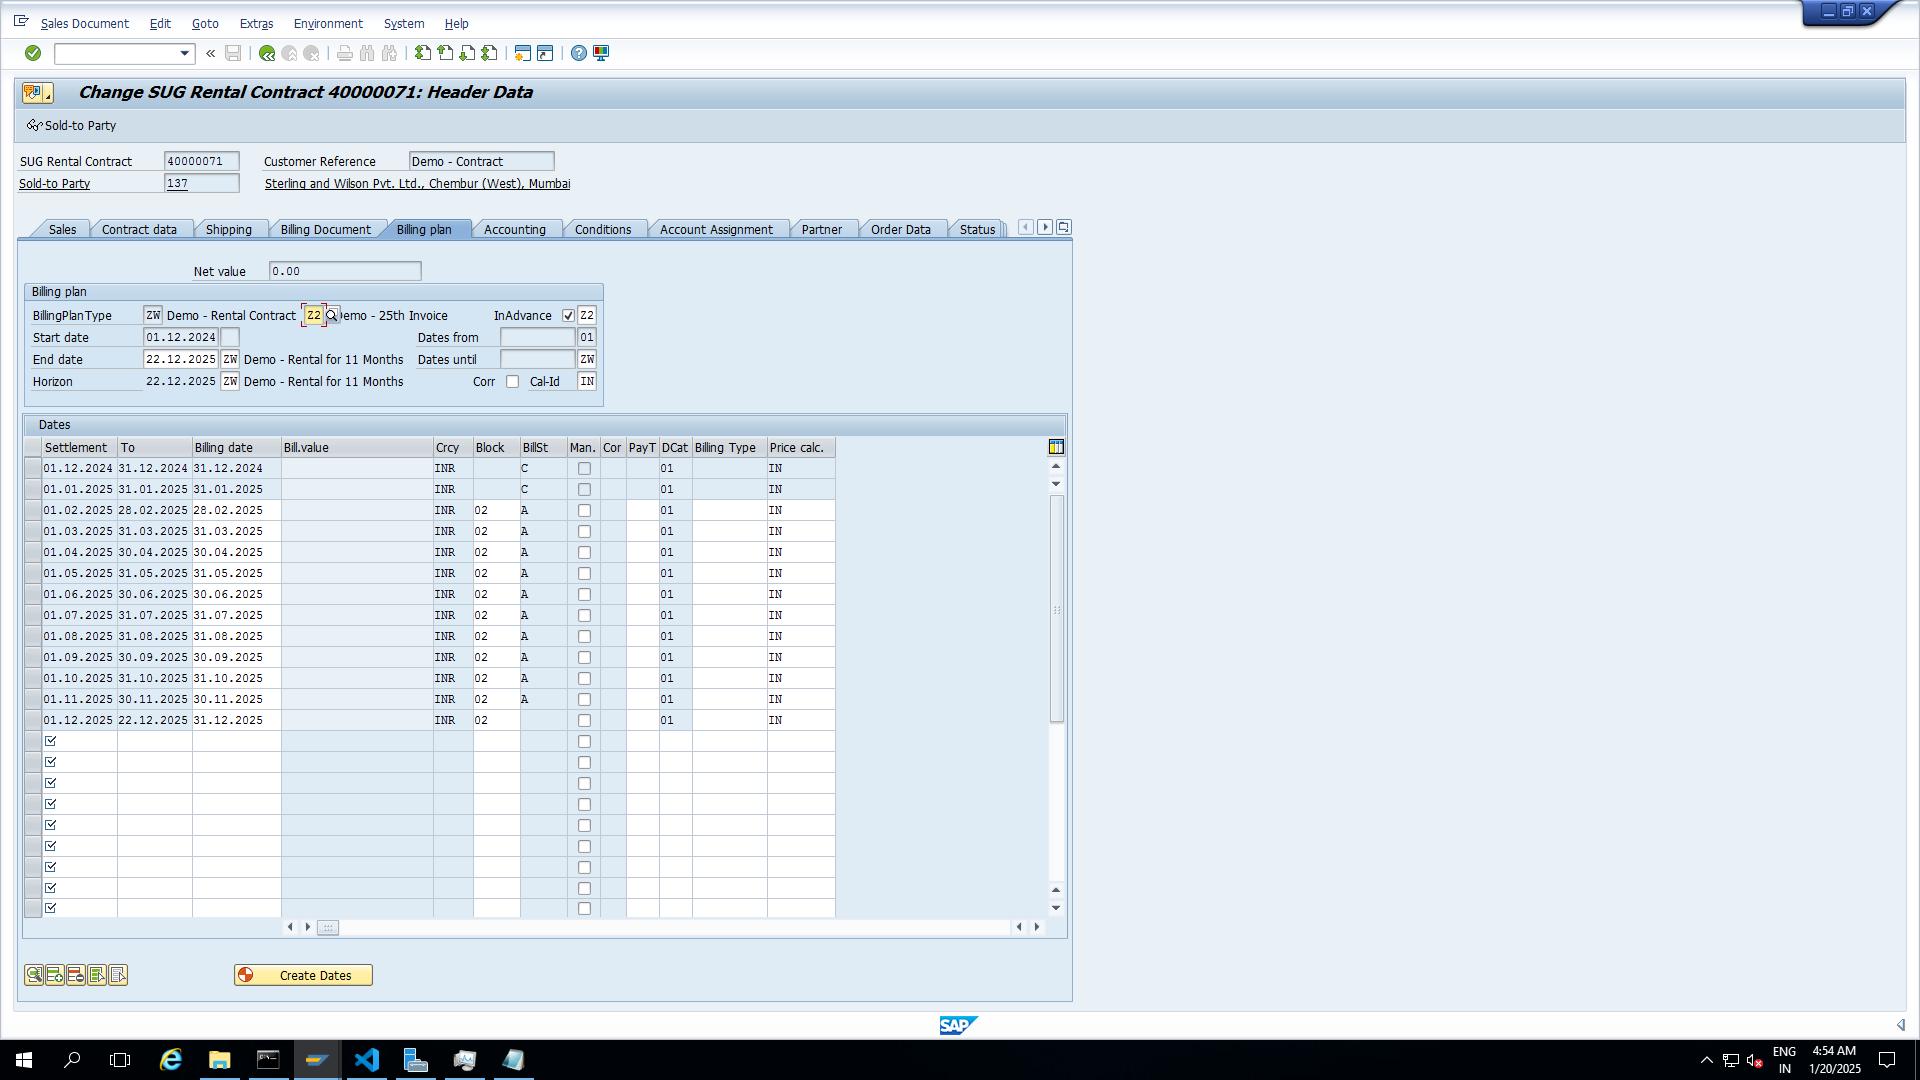 Sales Document Edit Goto Extras Environment System Help
Change SUG Rental Contract 40000071: Header Data
Sold-to Party
SUG Rental Contract 40000071 Customer Reference Demo - Contract
Sold-to Party 137 Sterling and Wilson Pvt. Ltd., Chembur (West), Mumbai
Sales Contract data Shipping Billing Document Billing plan Accounting Conditions Account Assignment Partner Order Data Status
Net value 0.00
Billing plan
BillingPlanType ZW Demo - Rental Contract Z2 emo - 25th Invoice InAdvance Z2
Start date 01.12.2024 Dates from 01
End date 22.12.2025 ZW Demo - Rental for 11 Months Dates until ZW
Horizon 22.12.2025 ZW Demo - Rental for 11 Months Corr Cal-Id IN
Dates
Settlement To Billing date Bill.value Crcy Block BillSt Man. Cor PayT DCat Billing Type Price calc.
01.12.2024 31.12.2024 31.12.2024 INR C 01 IN
01.01.2025 31.01.2025 31.01.2025 INR C 01 IN
01.02.2025 28.02.2025 28.02.2025 INR 02 A 01 IN
01.03.2025 31.03.2025 31.03.2025 INR 02 A 01 IN
01.04.2025 30.04.2025 30.04.2025 INR 02 A 01 IN
01.05.2025 31.05.2025 31.05.2025 INR 02 A 01 IN
01.06.2025 30.06.2025 30.06.2025 INR 02 A 01 IN
01.07.2025 31.07.2025 31.07.2025 INR 02 A 01 IN
01.08.2025 31.08.2025 31.08.2025 INR 02 A 01 IN
01.09.2025 30.09.2025 30.09.2025 INR 02 A 01 IN
01.10.2025 31.10.2025 31.10.2025 INR 02 A 01 IN
01.11.2025 30.11.2025 30.11.2025 INR 02 A 01 IN
01.12.2025 22.12.2025 31.12.2025 INR 02 01 IN
Create Dates
SAP
ENG 4:54 AM
IN 1/20/2025